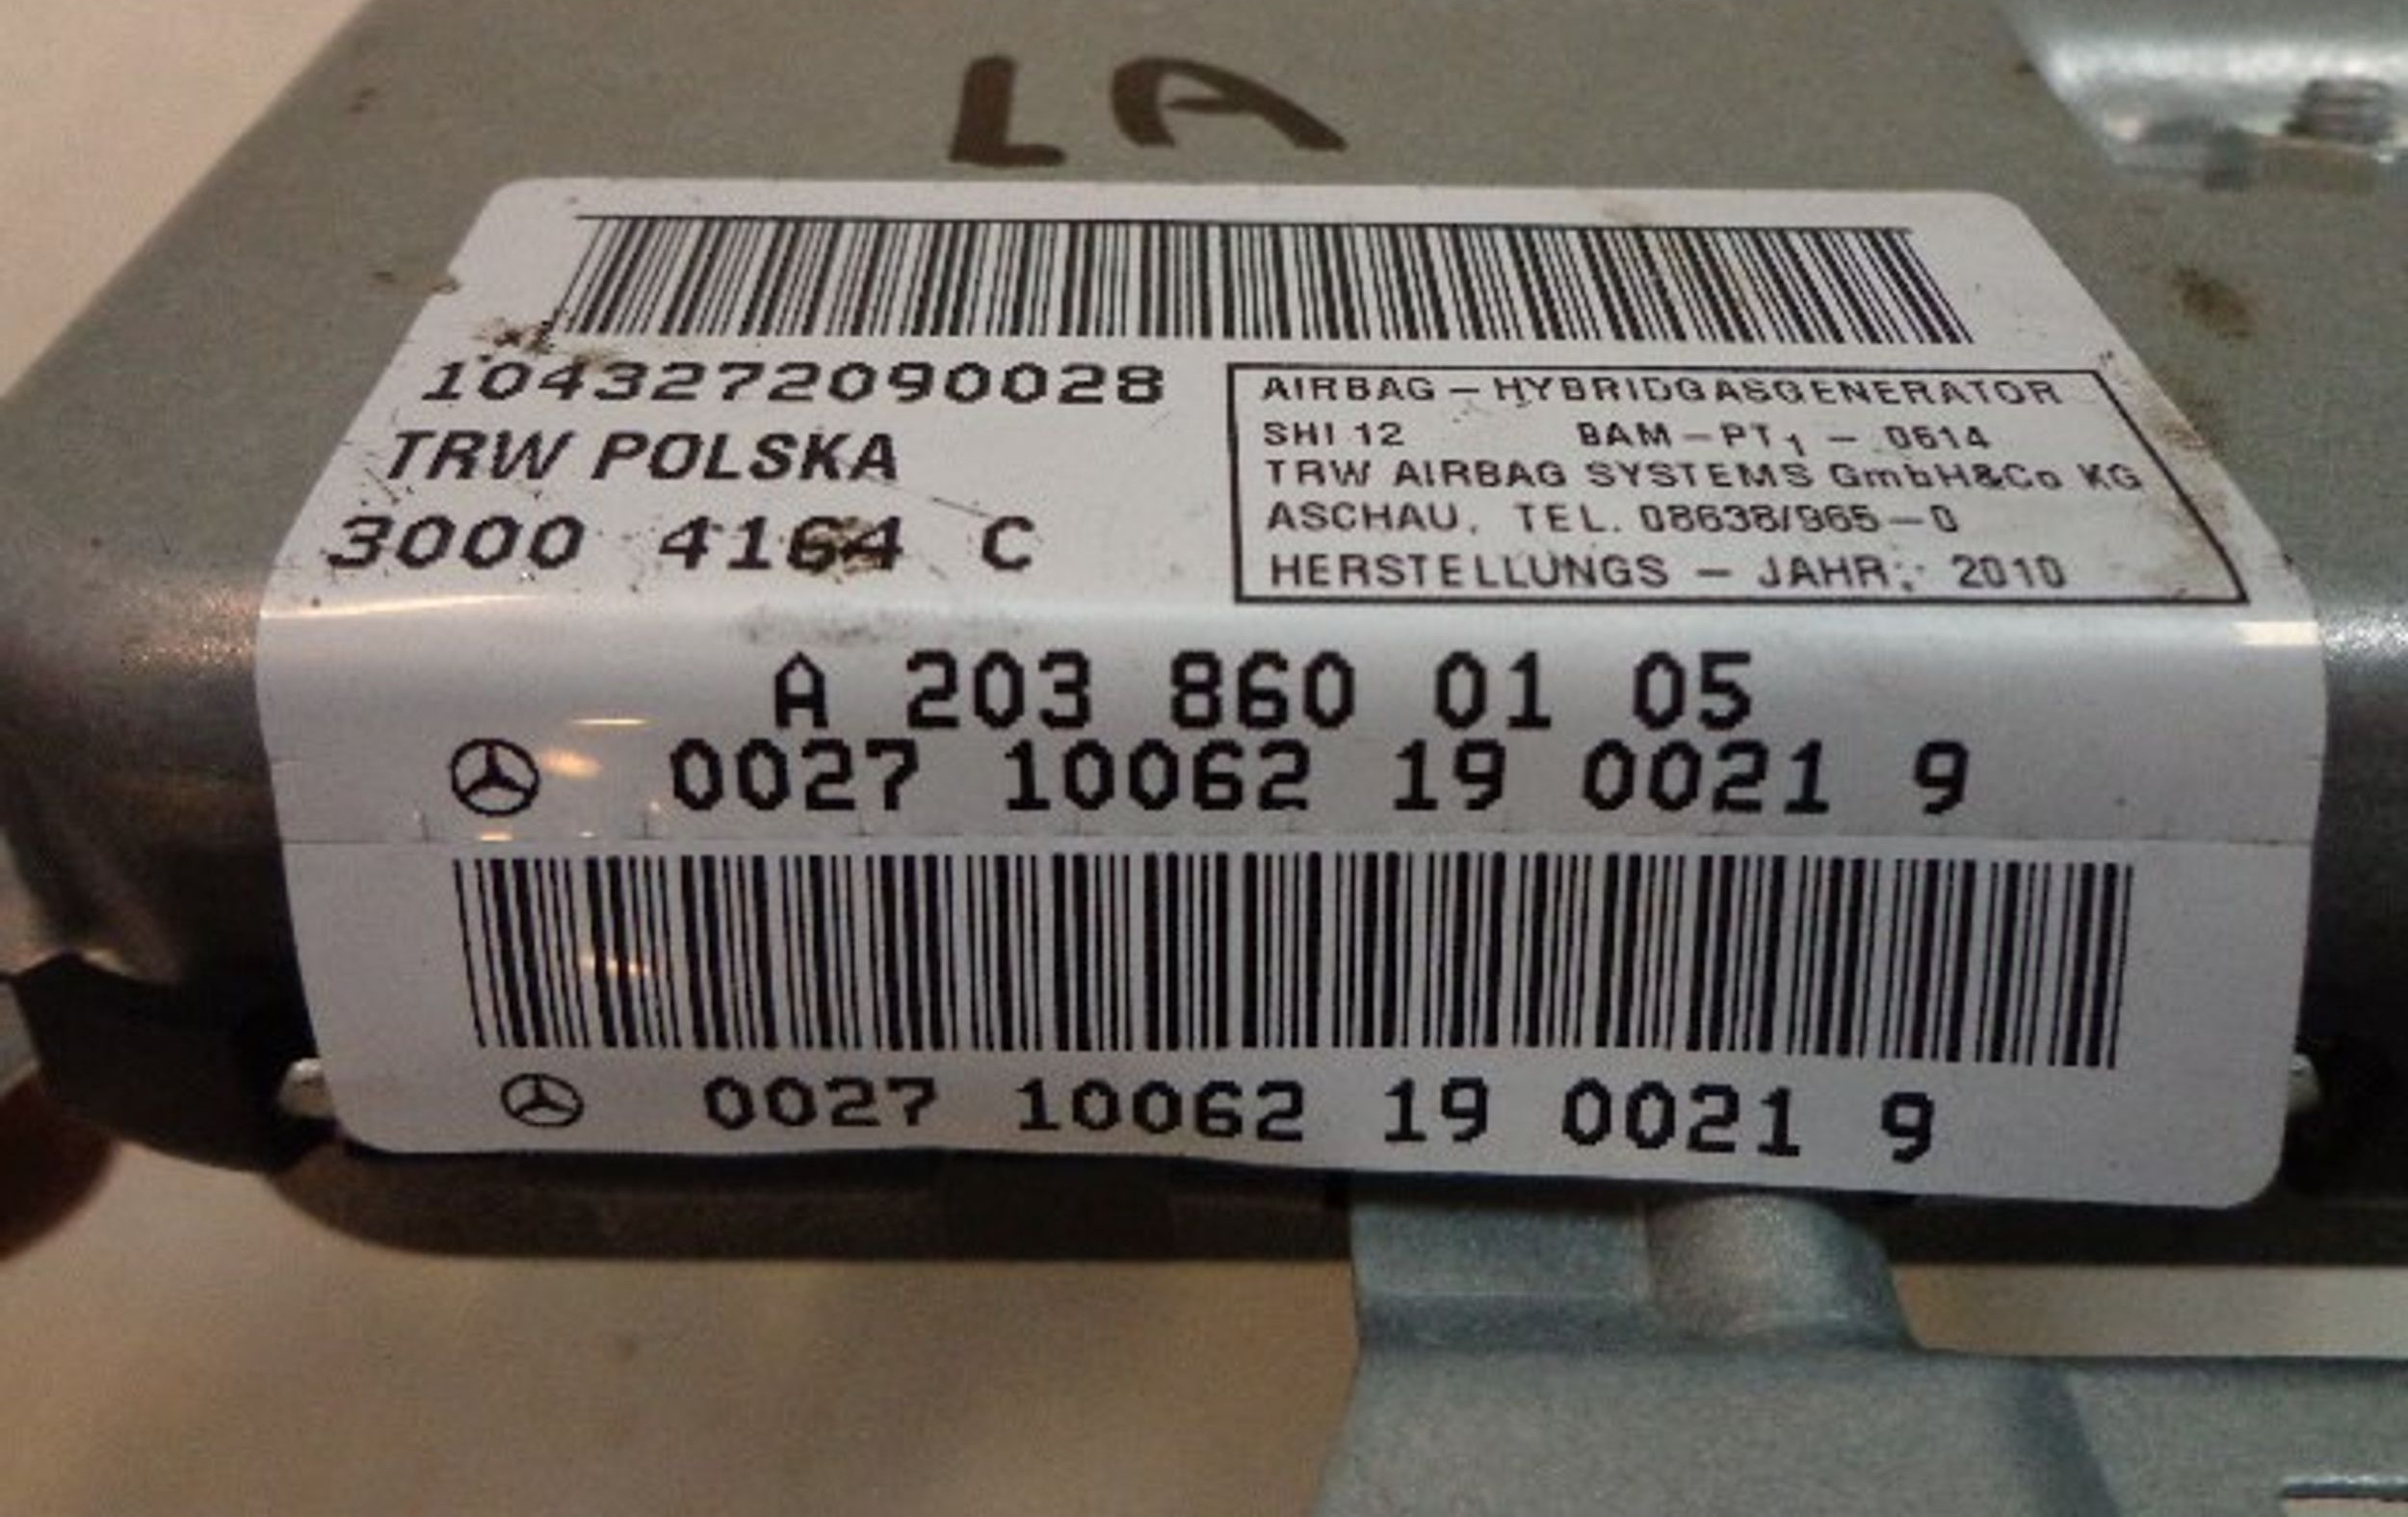 LA
1043272090028
TRW POLSKA
3000 4164 C
AIRBAG – HYBRIDGASGENERATOR
SHI 12 BAM – PT1 – 0614
TRW AIRBAG SYSTEMS GmbH&Co KG
ASCHAU, TEL. 08638/965–0
HERSTELLUNGS – JAHR: 2010
A 203 860 01 05
0027 10062 19 0021 9
0027 10062 19 0021 9